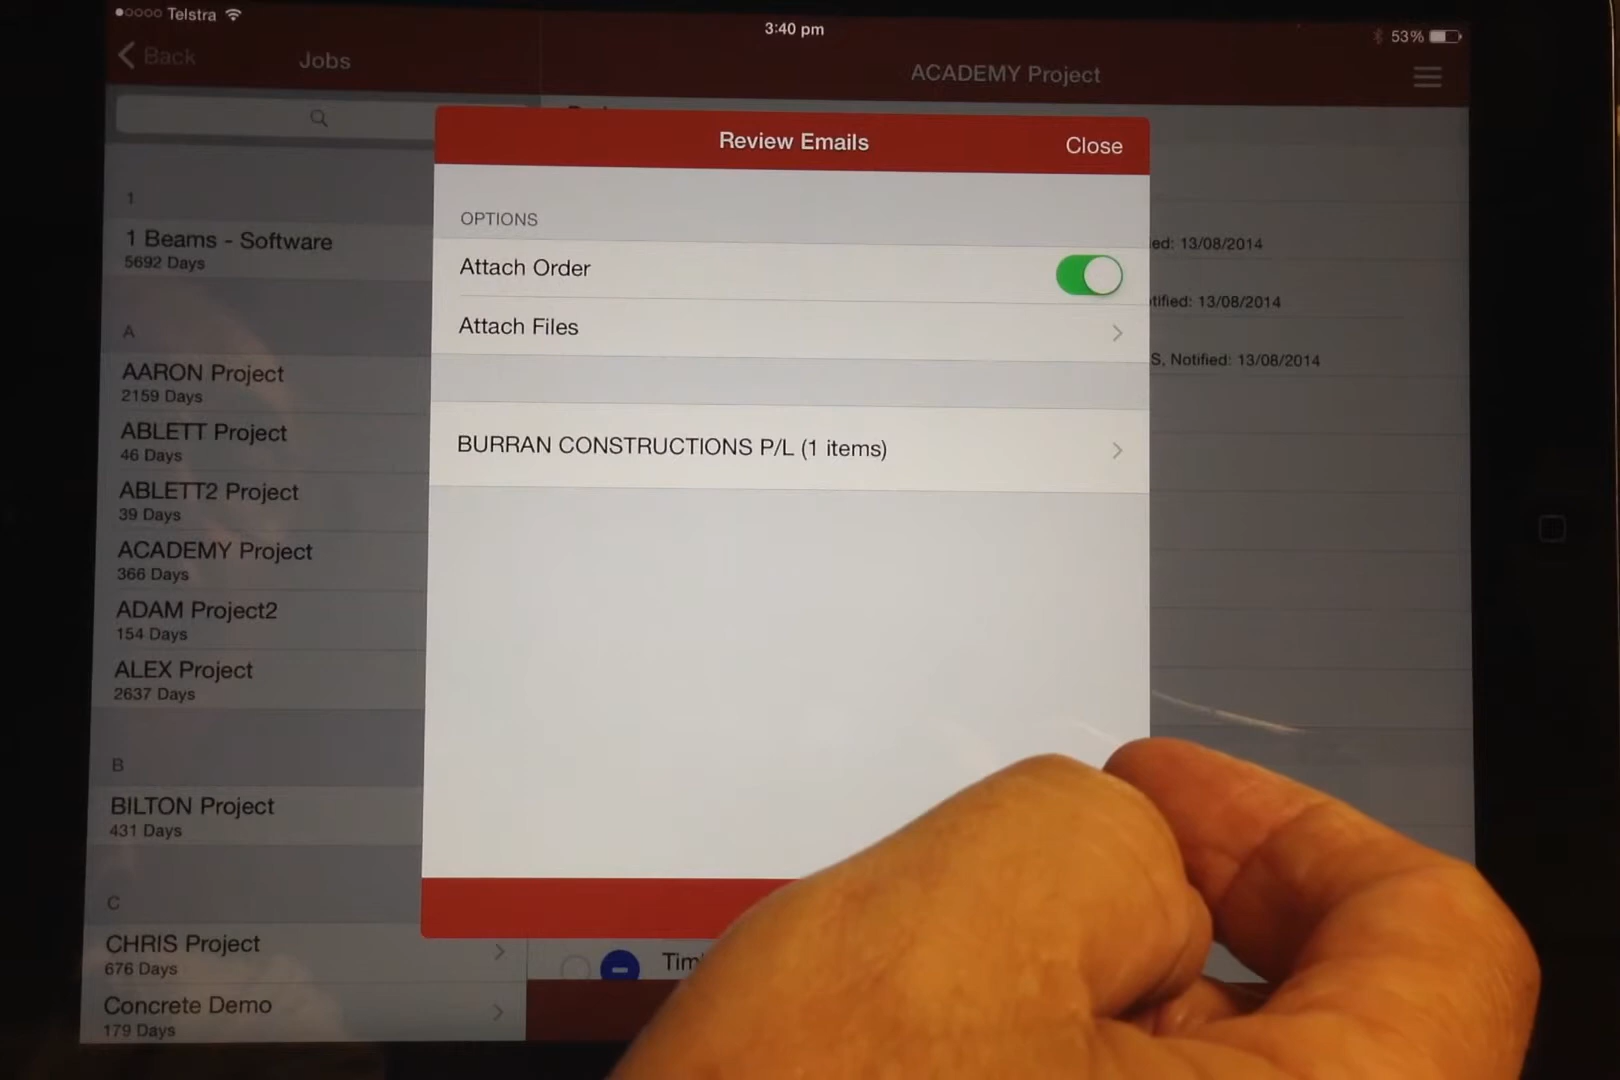 Telstra
3:40 pm
53%
Back
Jobs
ACADEMY Project
Review Emails
Close
OPTIONS
Attach Order
Attach Files
BURRAN CONSTRUCTIONS P/L (1 items)
1
1 Beams - Software
5692 Days
A
AARON Project
2159 Days
ABLETT Project
46 Days
ABLETT2 Project
39 Days
ACADEMY Project
366 Days
ADAM Project2
154 Days
ALEX Project
2637 Days
B
BILTON Project
431 Days
C
CHRIS Project
676 Days
Concrete Demo
179 Days
ied: 13/08/2014
tified: 13/08/2014
S, Notified: 13/08/2014
Tim